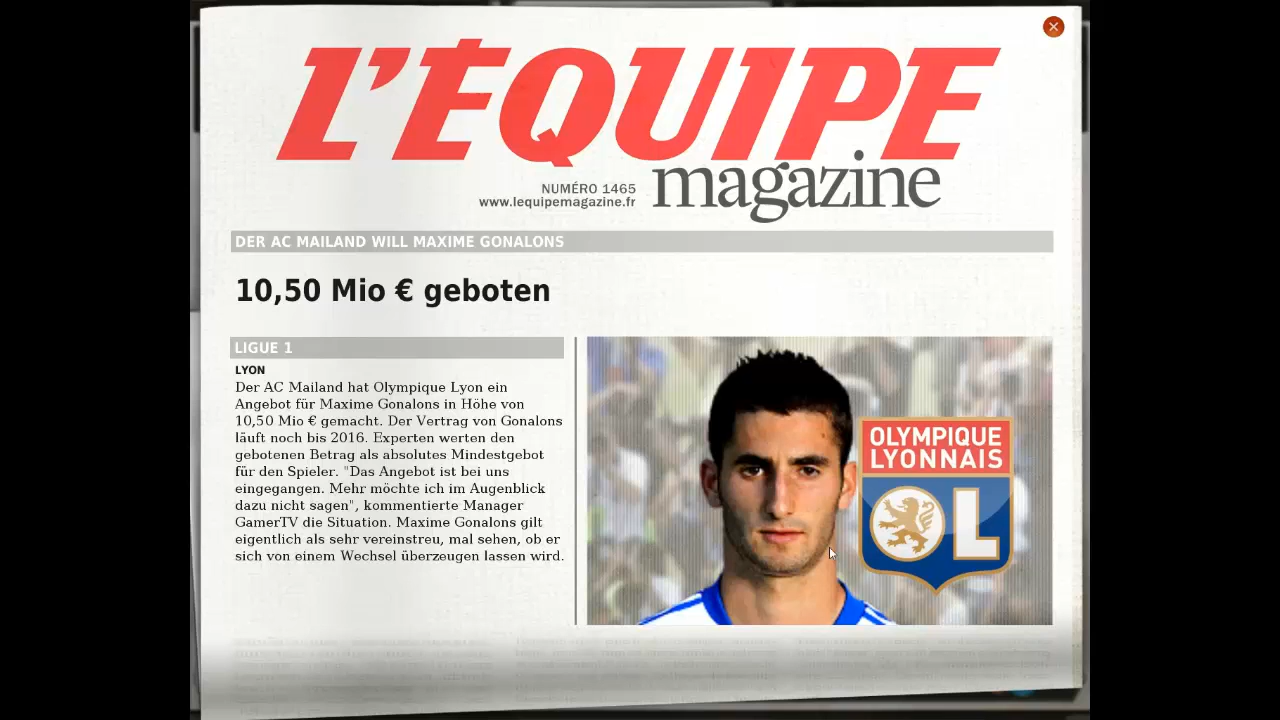 L'ÉQUIPE
magazine
NUMÉRO 1465
www.lequipemagazine.fr
DER AC MAILAND WILL MAXIME GONALONS
10,50 Mio € geboten
LIGUE 1
LYON
Der AC Mailand hat Olympique Lyon ein
Angebot für Maxime Gonalons in Höhe von
10,50 Mio € gemacht. Der Vertrag von Gonalons
läuft noch bis 2016. Experten werten den
gebotenen Betrag als absolutes Mindestgebot
für den Spieler. "Das Angebot ist bei uns
eingegangen. Mehr möchte ich im Augenblick
dazu nicht sagen", kommentierte Manager
GamerTV die Situation. Maxime Gonalons gilt
eigentlich als sehr vereinstreu, mal sehen, ob er
sich von einem Wechsel überzeugen lassen wird.
OLYMPIQUE
LYONNAIS
OL